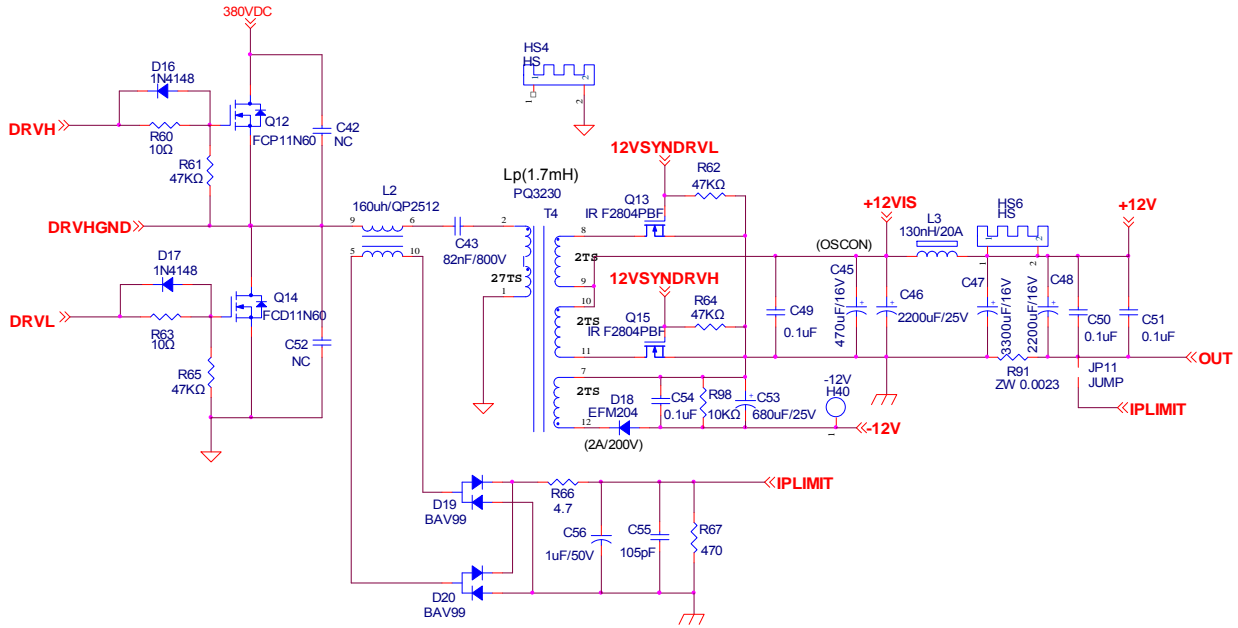 380VDC
D16
1N4148
DRVH
R60
10Ω
Q12
FCP11N60
C42
NC
R61
47KΩ
DRVHGND
D17
1N4148
DRVL
R63
10Ω
Q14
FCD11N60
C52
NC
R65
47KΩ
L2
160uh/QP2512
9
6
5
10
C43
82nF/800V
HS4
HS
1
2
1
2
Lp(1.7mH)
PQ3230
T4
2
1
27TS
8
2TS
9
10
2TS
11
7
2TS
12
12VSYNDRVL
R62
47KΩ
Q13
IR F2804PBF
12VSYNDRVH
R64
47KΩ
Q15
IR F2804PBF
D18
EFM204
(2A/200V)
C54
0.1uF
R98
10KΩ
C53
680uF/25V
-12V
H40
1
-12V
(OSCON)
+12VIS
C49
0.1uF
C45
470uF/16V
C46
2200uF/25V
L3
130nH/20A
HS6
HS
1
2
+12V
C47
3300uF/16V
C48
2200uF/16V
C50
0.1uF
C51
0.1uF
R91
ZW 0.0023
OUT
JP11
JUMP
IPLIMIT
D19
BAV99
R66
4.7
IPLIMIT
C56
1uF/50V
C55
105pF
R67
470
D20
BAV99